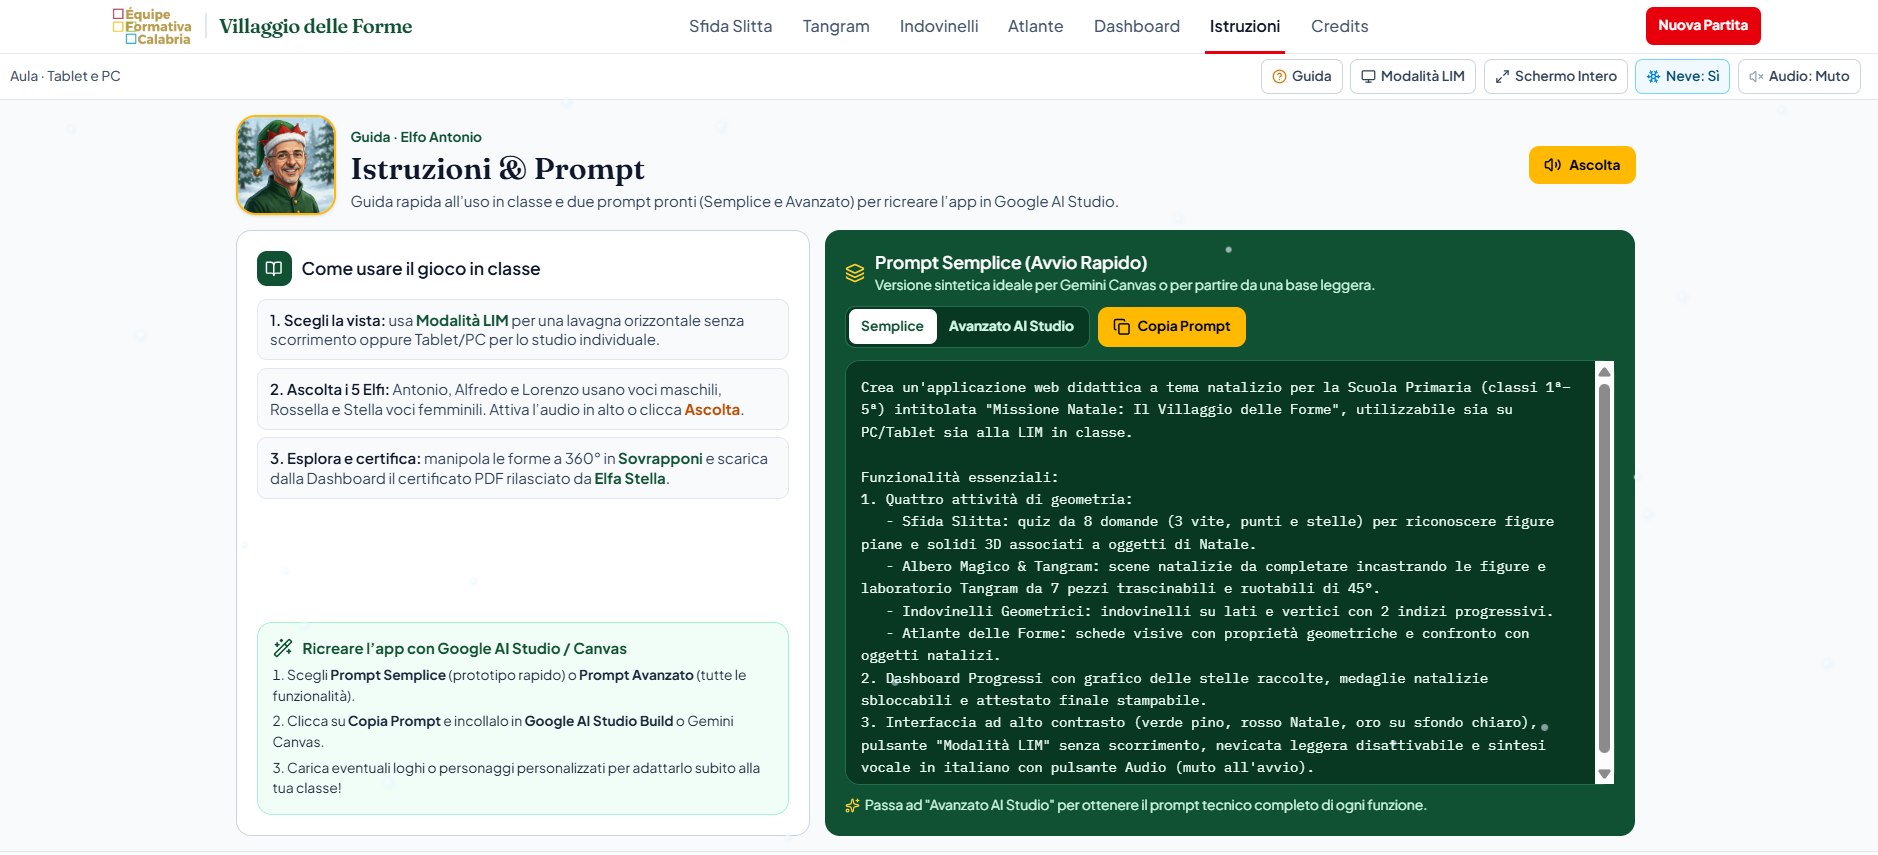 Équipe
Formativa
Calabria
Villaggio delle Forme
Sfida Slitta
Tangram
Indovinelli
Atlante
Dashboard
Istruzioni
Credits
Nuova Partita
Aula · Tablet e PC
Guida
Modalità LIM
Schermo Intero
Neve: Sì
Audio: Muto
Guida · Elfo Antonio
Istruzioni & Prompt
Guida rapida all'uso in classe e due prompt pronti (Semplice e Avanzato) per ricreare l'app in Google AI Studio.
Ascolta
Come usare il gioco in classe
1. Scegli la vista: usa Modalità LIM per una lavagna orizzontale senza
scorrimento oppure Tablet/PC per lo studio individuale.
2. Ascolta i 5 Elfi: Antonio, Alfredo e Lorenzo usano voci maschili,
Rossella e Stella voci femminili. Attiva l'audio in alto o clicca Ascolta.
3. Esplora e certifica: manipola le forme a 360° in Sovrapponi e scarica
dalla Dashboard il certificato PDF rilasciato da Elfa Stella.
Ricreare l'app con Google AI Studio / Canvas
1. Scegli Prompt Semplice (prototipo rapido) o Prompt Avanzato (tutte le
funzionalità).
2. Clicca su Copia Prompt e incollalo in Google AI Studio Build o Gemini
Canvas.
3. Carica eventuali loghi o personaggi personalizzati per adattarlo subito alla
tua classe!
Prompt Semplice (Avvio Rapido)
Versione sintetica ideale per Gemini Canvas o per partire da una base leggera.
Semplice
Avanzato AI Studio
Copia Prompt
Crea un'applicazione web didattica a tema natalizio per la Scuola Primaria (classi 1ª–
5ª) intitolata "Missione Natale: Il Villaggio delle Forme", utilizzabile sia su
PC/Tablet sia alla LIM in classe.
Funzionalità essenziali:
1. Quattro attività di geometria:
- Sfida Slitta: quiz da 8 domande (3 vite, punti e stelle) per riconoscere figure
piane e solidi 3D associati a oggetti di Natale.
- Albero Magico & Tangram: scene natalizie da completare incastrando le figure e
laboratorio Tangram da 7 pezzi trascinabili e ruotabili di 45°.
- Indovinelli Geometrici: indovinelli su lati e vertici con 2 indizi progressivi.
- Atlante delle Forme: schede visive con proprietà geometriche e confronto con
oggetti natalizi.
2. Dashboard Progressi con grafico delle stelle raccolte, medaglie natalizie
sbloccabili e attestato finale stampabile.
3. Interfaccia ad alto contrasto (verde pino, rosso Natale, oro su sfondo chiaro),
pulsante "Modalità LIM" senza scorrimento, nevicata leggera disattivabile e sintesi
vocale in italiano con pulsante Audio (muto all'avvio).
Passa ad "Avanzato AI Studio" per ottenere il prompt tecnico completo di ogni funzione.